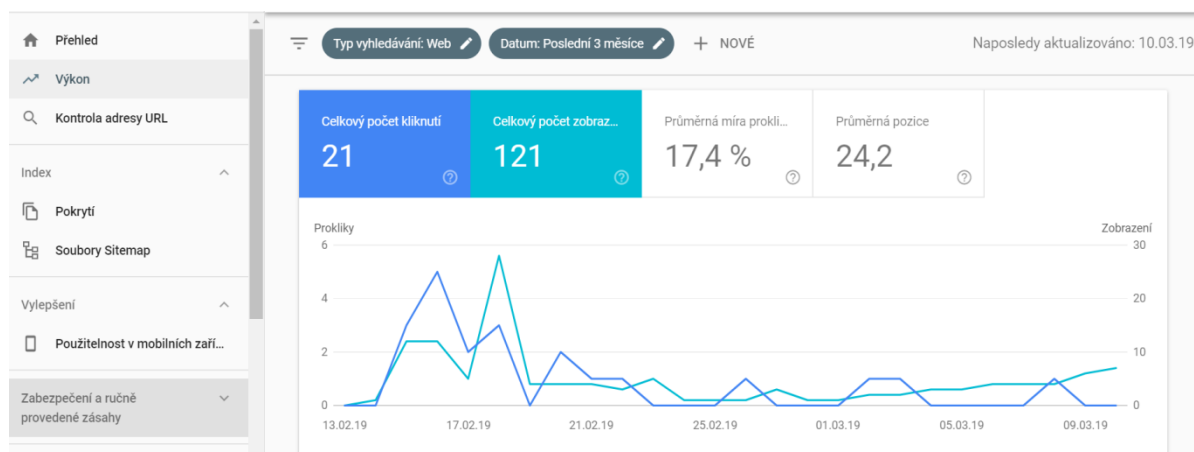 Přehled
Výkon
Kontrola adresy URL
Index
Pokrytí
Soubory Sitemap
Vylepšení
Použitelnost v mobilních zaří...
Zabezpečení a ručně
provedené zásahy
Typ vyhledávání: Web
Datum: Poslední 3 měsíce
NOVÉ
Naposledy aktualizováno: 10.03.19
Celkový počet kliknutí
21
Celkový počet zobraz...
121
Průměrná míra prokli...
17,4 %
Průměrná pozice
24,2
Prokliky
Zobrazení
6
30
4
20
2
10
0
0
13.02.19
17.02.19
21.02.19
25.02.19
01.03.19
05.03.19
09.03.19